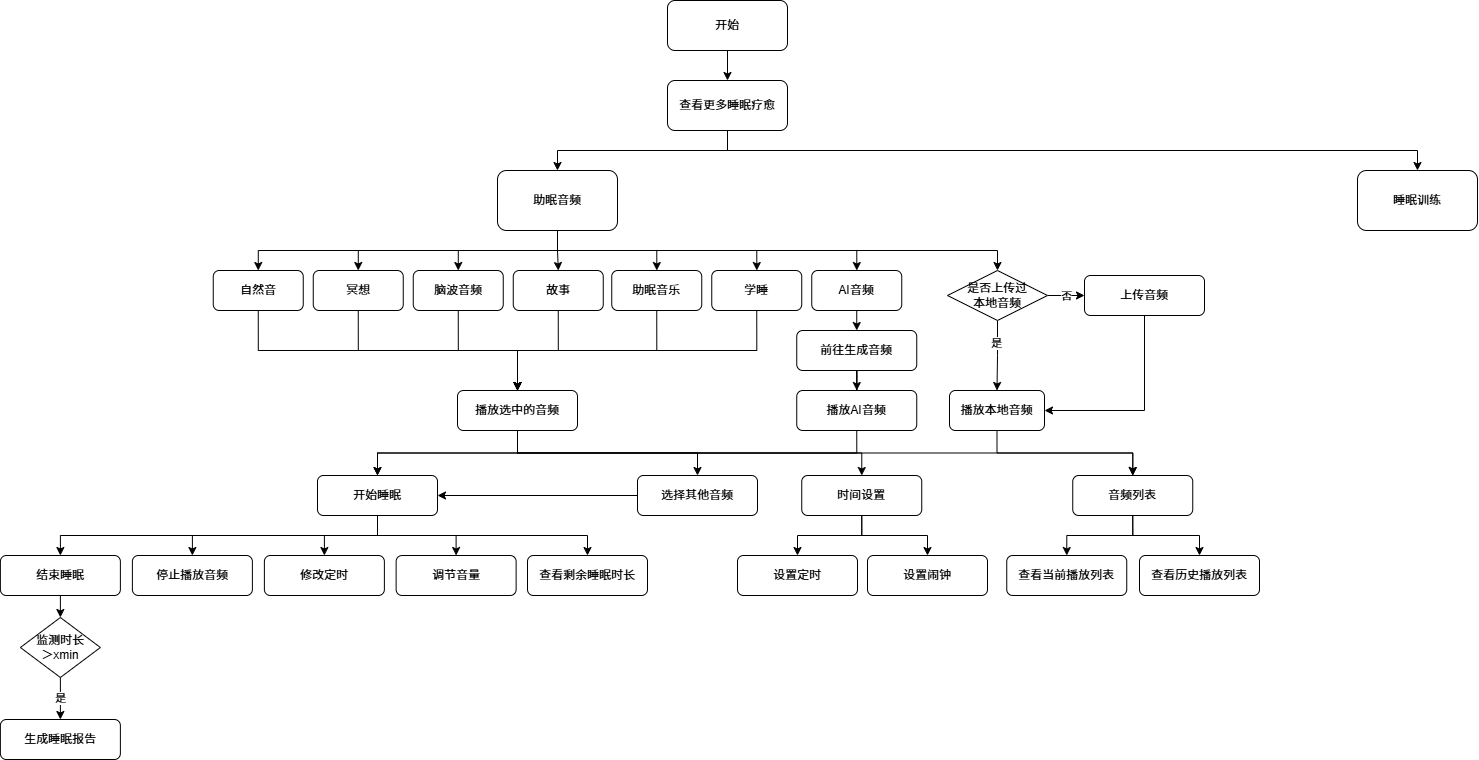 开始
查看更多睡眠疗愈
助眠音频
睡眠训练
自然音
冥想
脑波音频
故事
助眠音乐
学睡
AI音频
是否上传过
本地音频
否
上传音频
前往生成音频
是
播放选中的音频
播放AI音频
播放本地音频
开始睡眠
选择其他音频
时间设置
音频列表
结束睡眠
停止播放音频
修改定时
调节音量
查看剩余睡眠时长
设置定时
设置闹钟
查看当前播放列表
查看历史播放列表
监测时长
＞xmin
是
生成睡眠报告